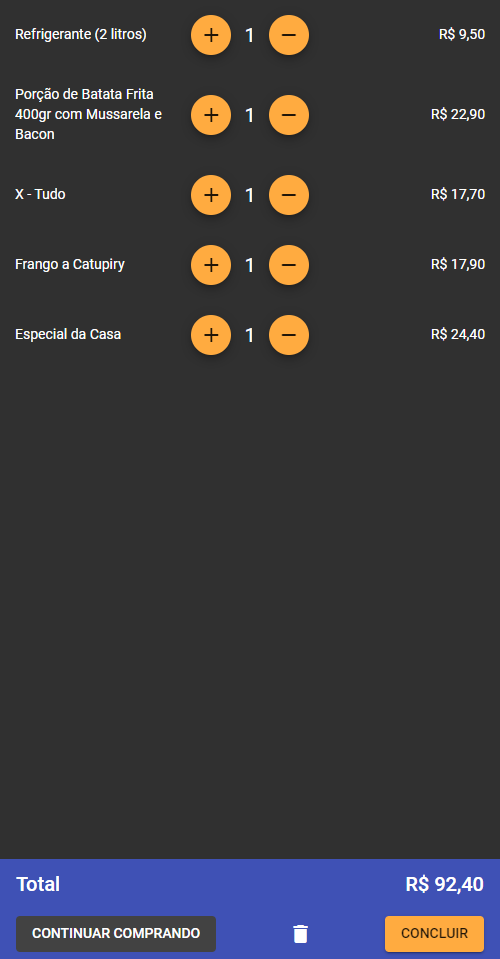 Refrigerante (2 litros) + 1 − R$ 9,50
Porção de Batata Frita
400gr com Mussarela e + 1 − R$ 22,90
Bacon
X - Tudo + 1 − R$ 17,70
Frango a Catupiry + 1 − R$ 17,90
Especial da Casa + 1 − R$ 24,40
Total R$ 92,40
CONTINUAR COMPRANDO CONCLUIR